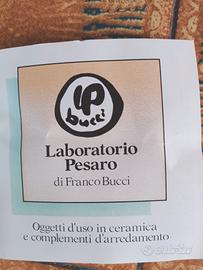 LP
bucci
Laboratorio
Pesaro
di Franco Bucci
Oggetti d'uso in ceramica
e complementi d'arredamento